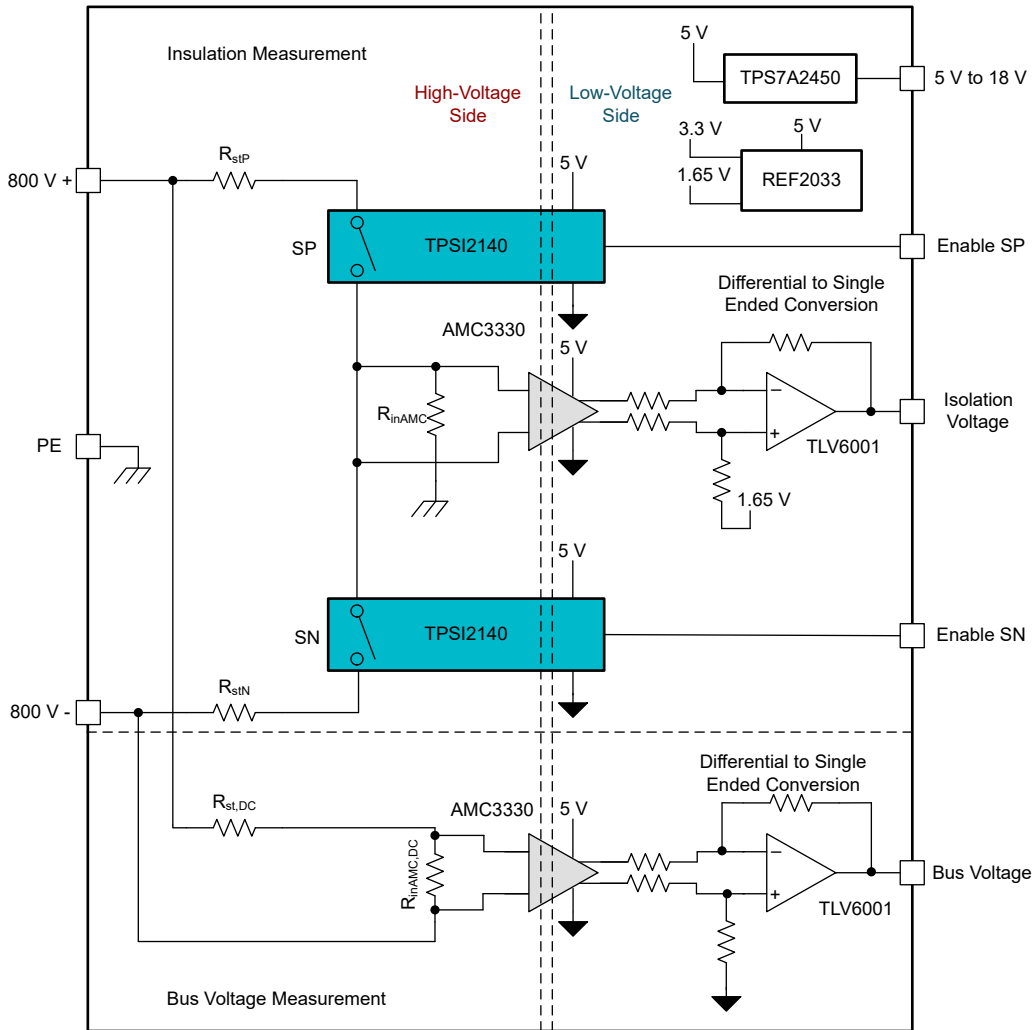 Insulation Measurement
5 V
TPS7A2450
5 V to 18 V
High-Voltage
Side
Low-Voltage
Side
3.3 V
5 V
1.65 V
REF2033
800 V +
RstP
5 V
SP
TPSI2140
Enable SP
Differential to Single
Ended Conversion
AMC3330
5 V
RinAMC
−
+
TLV6001
Isolation
Voltage
PE
1.65 V
5 V
SN
TPSI2140
Enable SN
RstN
800 V -
Differential to Single
Ended Conversion
Rst,DC
AMC3330
5 V
RinAMC,DC
−
+
TLV6001
Bus Voltage
Bus Voltage Measurement